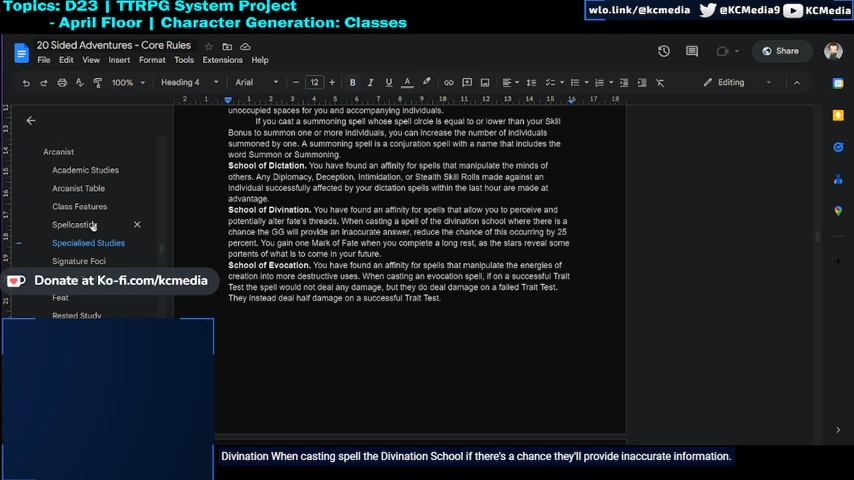 Topics: D23 | TTRPG System Project
- April Floor | Character Generation: Classes
wlo.link/@kcmedia @KCMedia9 KCMedia
20 Sided Adventures - Core Rules
File Edit View Insert Format Tools Extensions Help
Share
100% Heading 4 Arial 12 Editing
Arcanist
Academic Studies
Arcanist Table
Class Features
Spellcasting
Specialised Studies
Signature Foci
Feat
Rested Study
Donate at Ko-fi.com/kcmedia
unoccupied spaces for you and accompanying individuals.
If you cast a summoning spell whose spell circle is equal to or lower than your Skill
Bonus to summon one or more individuals, you can increase the number of individuals
summoned by one. A summoning spell is a conjuration spell with a name that includes the
word Summon or Summoning.
School of Dictation. You have found an affinity for spells that manipulate the minds of
others. Any Diplomacy, Deception, Intimidation, or Stealth Skill Rolls made against an
individual successfully affected by your dictation spells within the last hour are made at
advantage.
School of Divination. You have found an affinity for spells that allow you to perceive and
potentially alter fate's threads. When casting a spell of the divination school where there is a
chance the GG will provide an inaccurate answer, reduce the chance of this occurring by 25
percent. You gain one Mark of Fate when you complete a long rest, as the stars reveal some
portents of what is to come in your future.
School of Evocation. You have found an affinity for spells that manipulate the energies of
creation into more destructive uses. When casting an evocation spell, if on a successful Trait
Test the spell would not deal any damage, but they do deal damage on a failed Trait Test.
They Instead deal half damage on a successful Trait Test.
Divination When casting spell the Divination School if there's a chance they'll provide inaccurate information.